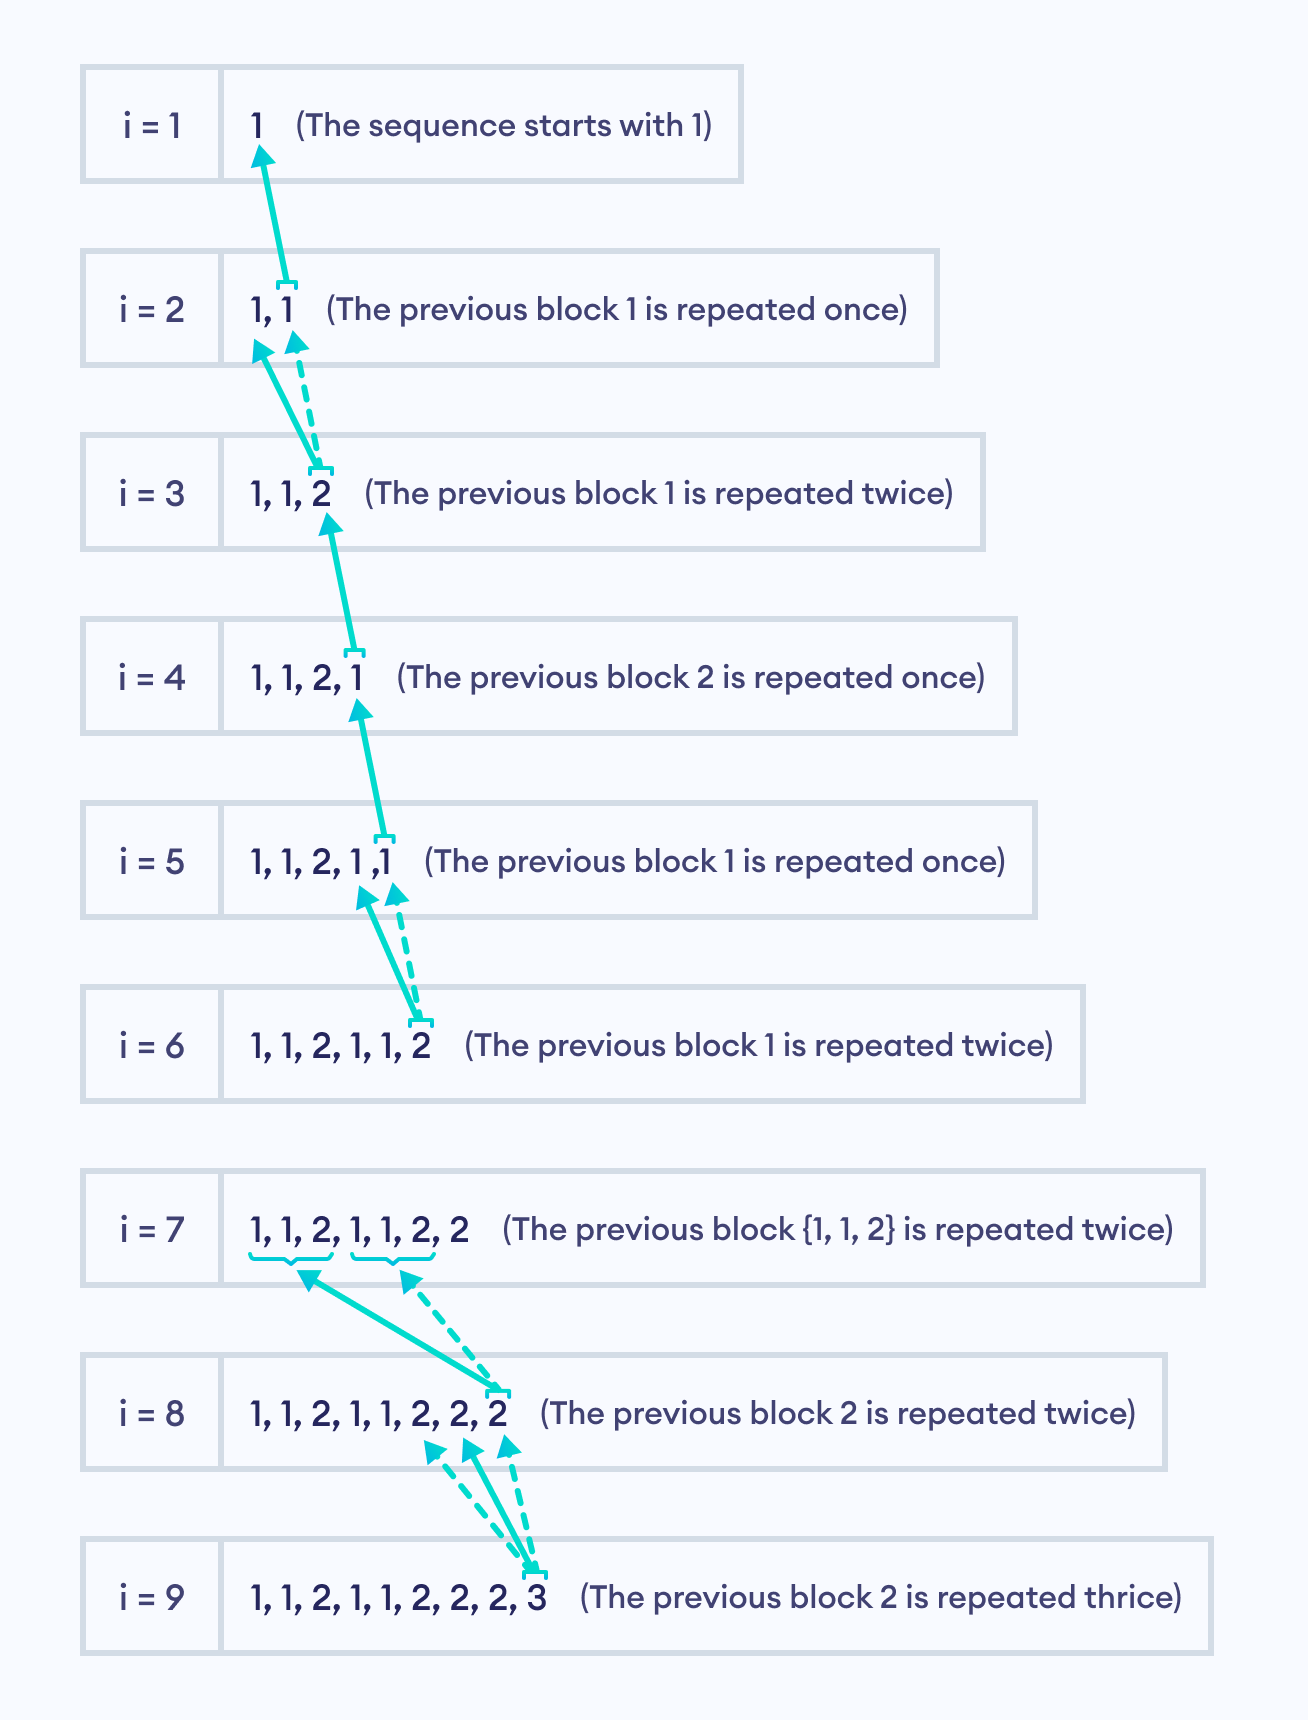 i = 1 1 (The sequence starts with 1)
i = 2 1, 1 (The previous block 1 is repeated once)
i = 3 1, 1, 2 (The previous block 1 is repeated twice)
i = 4 1, 1, 2, 1 (The previous block 2 is repeated once)
i = 5 1, 1, 2, 1 ,1 (The previous block 1 is repeated once)
i = 6 1, 1, 2, 1, 1, 2 (The previous block 1 is repeated twice)
i = 7 1, 1, 2, 1, 1, 2, 2 (The previous block {1, 1, 2} is repeated twice)
i = 8 1, 1, 2, 1, 1, 2, 2, 2 (The previous block 2 is repeated twice)
i = 9 1, 1, 2, 1, 1, 2, 2, 2, 3 (The previous block 2 is repeated thrice)